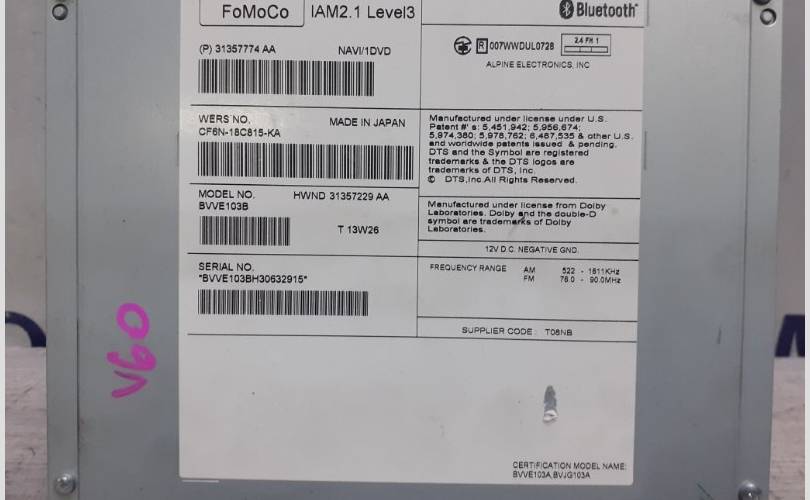 FoMoCo IAM2.1 Level3
(P) 31357774 AA NAVI/1DVD
WERS NO. MADE IN JAPAN
CF6N-18C815-KA
MODEL NO. HWND 31357229 AA
BVVE103B
T 13W26
SERIAL NO.
*BVVE103BH30632915*
Bluetooth
R 007WWDUL0728 2.4 FH 1
ALPINE ELECTRONICS, INC
Manufactured under license under U.S.
Patent #' s: 5,451,942; 5,956,674;
5,974,380; 5,978,762; 6,487,535 & other U.S.
and worldwide patents issued & pending.
DTS and the Symbol are registered
trademarks & the DTS logos are
trademarks of DTS, Inc.
© DTS,Inc.All Rights Reserved.
Manufactured under license from Dolby
Laboratories. Dolby and the double-D
symbol are trademarks of Dolby
Laboratories.
12V D.C. NEGATIVE GND.
FREQUENCY RANGE AM 522 - 1611KHz
FM 76.0 - 90.0MHz
SUPPLIER CODE : T08NB
CERTIFICATION MODEL NAME:
BVVE103A,BVJG103A
V60